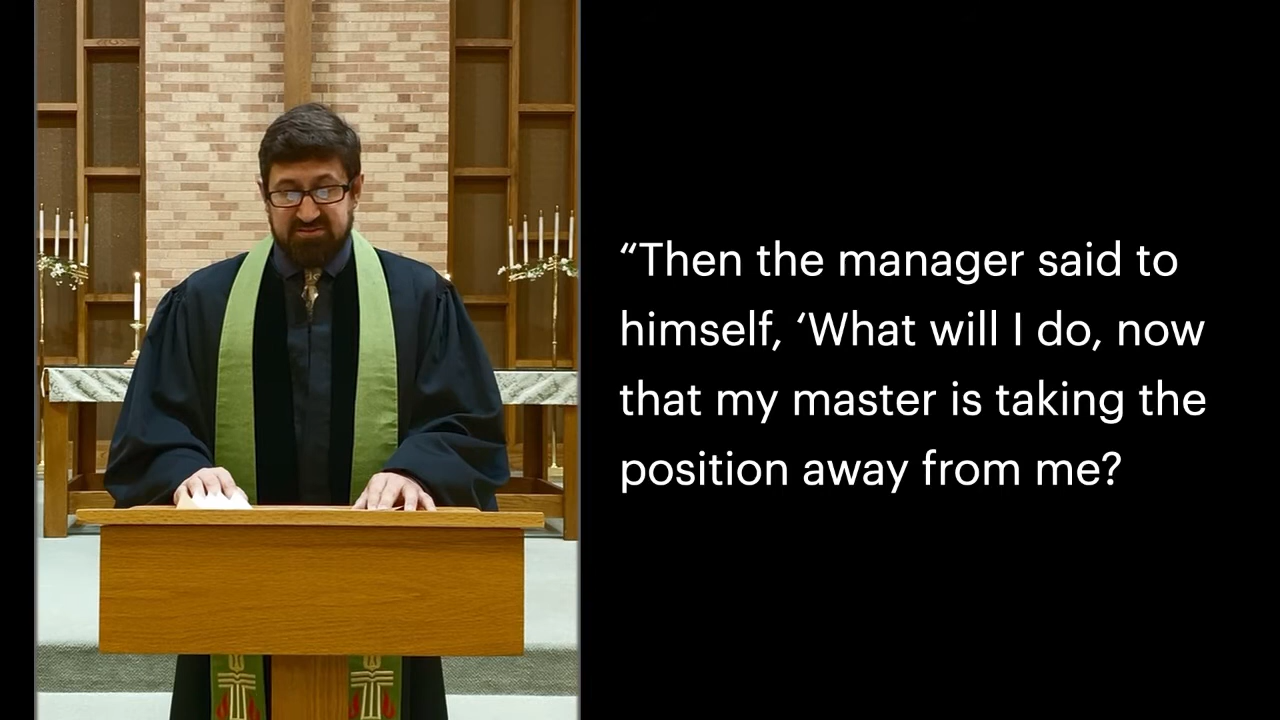 “Then the manager said to
himself, ‘What will I do, now
that my master is taking the
position away from me?